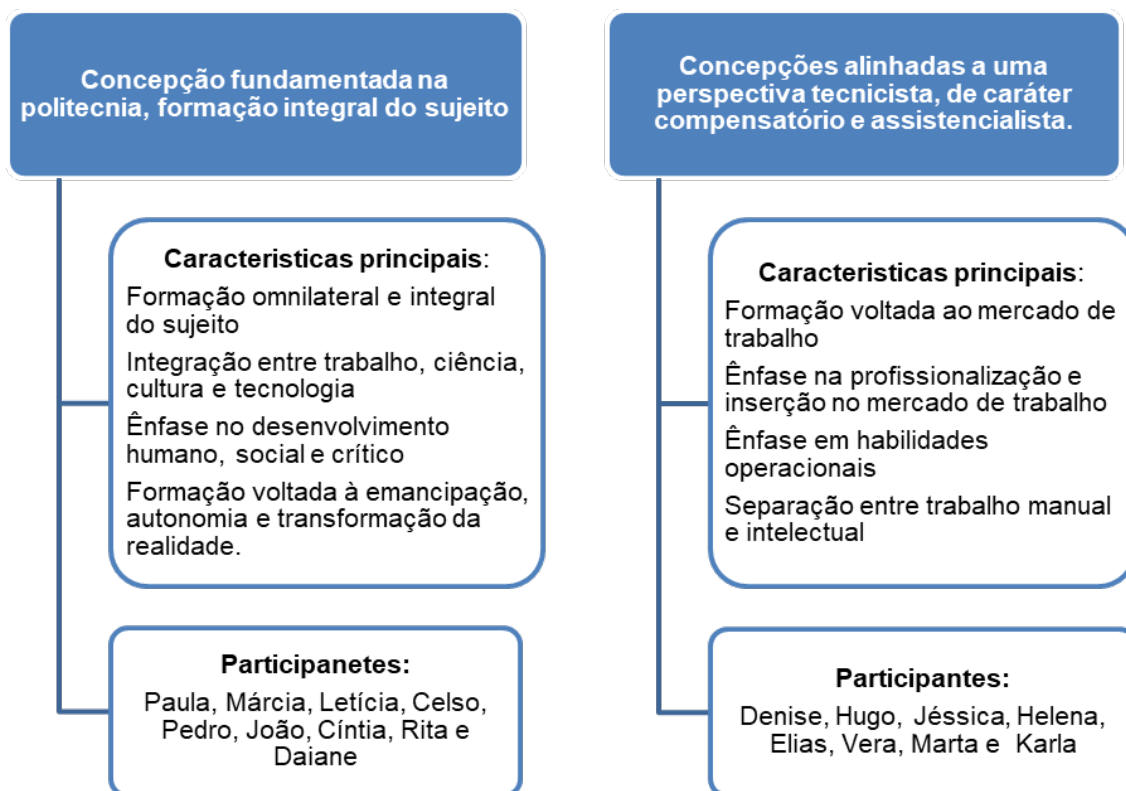 Concepção fundamentada na
politecnia, formação integral do sujeito
Caracteristicas principais:
Formação omnilateral e integral
do sujeito
Integração entre trabalho, ciência,
cultura e tecnologia
Ênfase no desenvolvimento
humano, social e crítico
Formação voltada à emancipação,
autonomia e transformação da
realidade.
Participanetes:
Paula, Márcia, Letícia, Celso,
Pedro, João, Cíntia, Rita e
Daiane
Concepções alinhadas a uma
perspectiva tecnicista, de caráter
compensatório e assistencialista.
Caracteristicas principais:
Formação voltada ao mercado de
trabalho
Ênfase na profissionalização e
inserção no mercado de trabalho
Ênfase em habilidades
operacionais
Separação entre trabalho manual
e intelectual
Participantes:
Denise, Hugo, Jéssica, Helena,
Elias, Vera, Marta e Karla